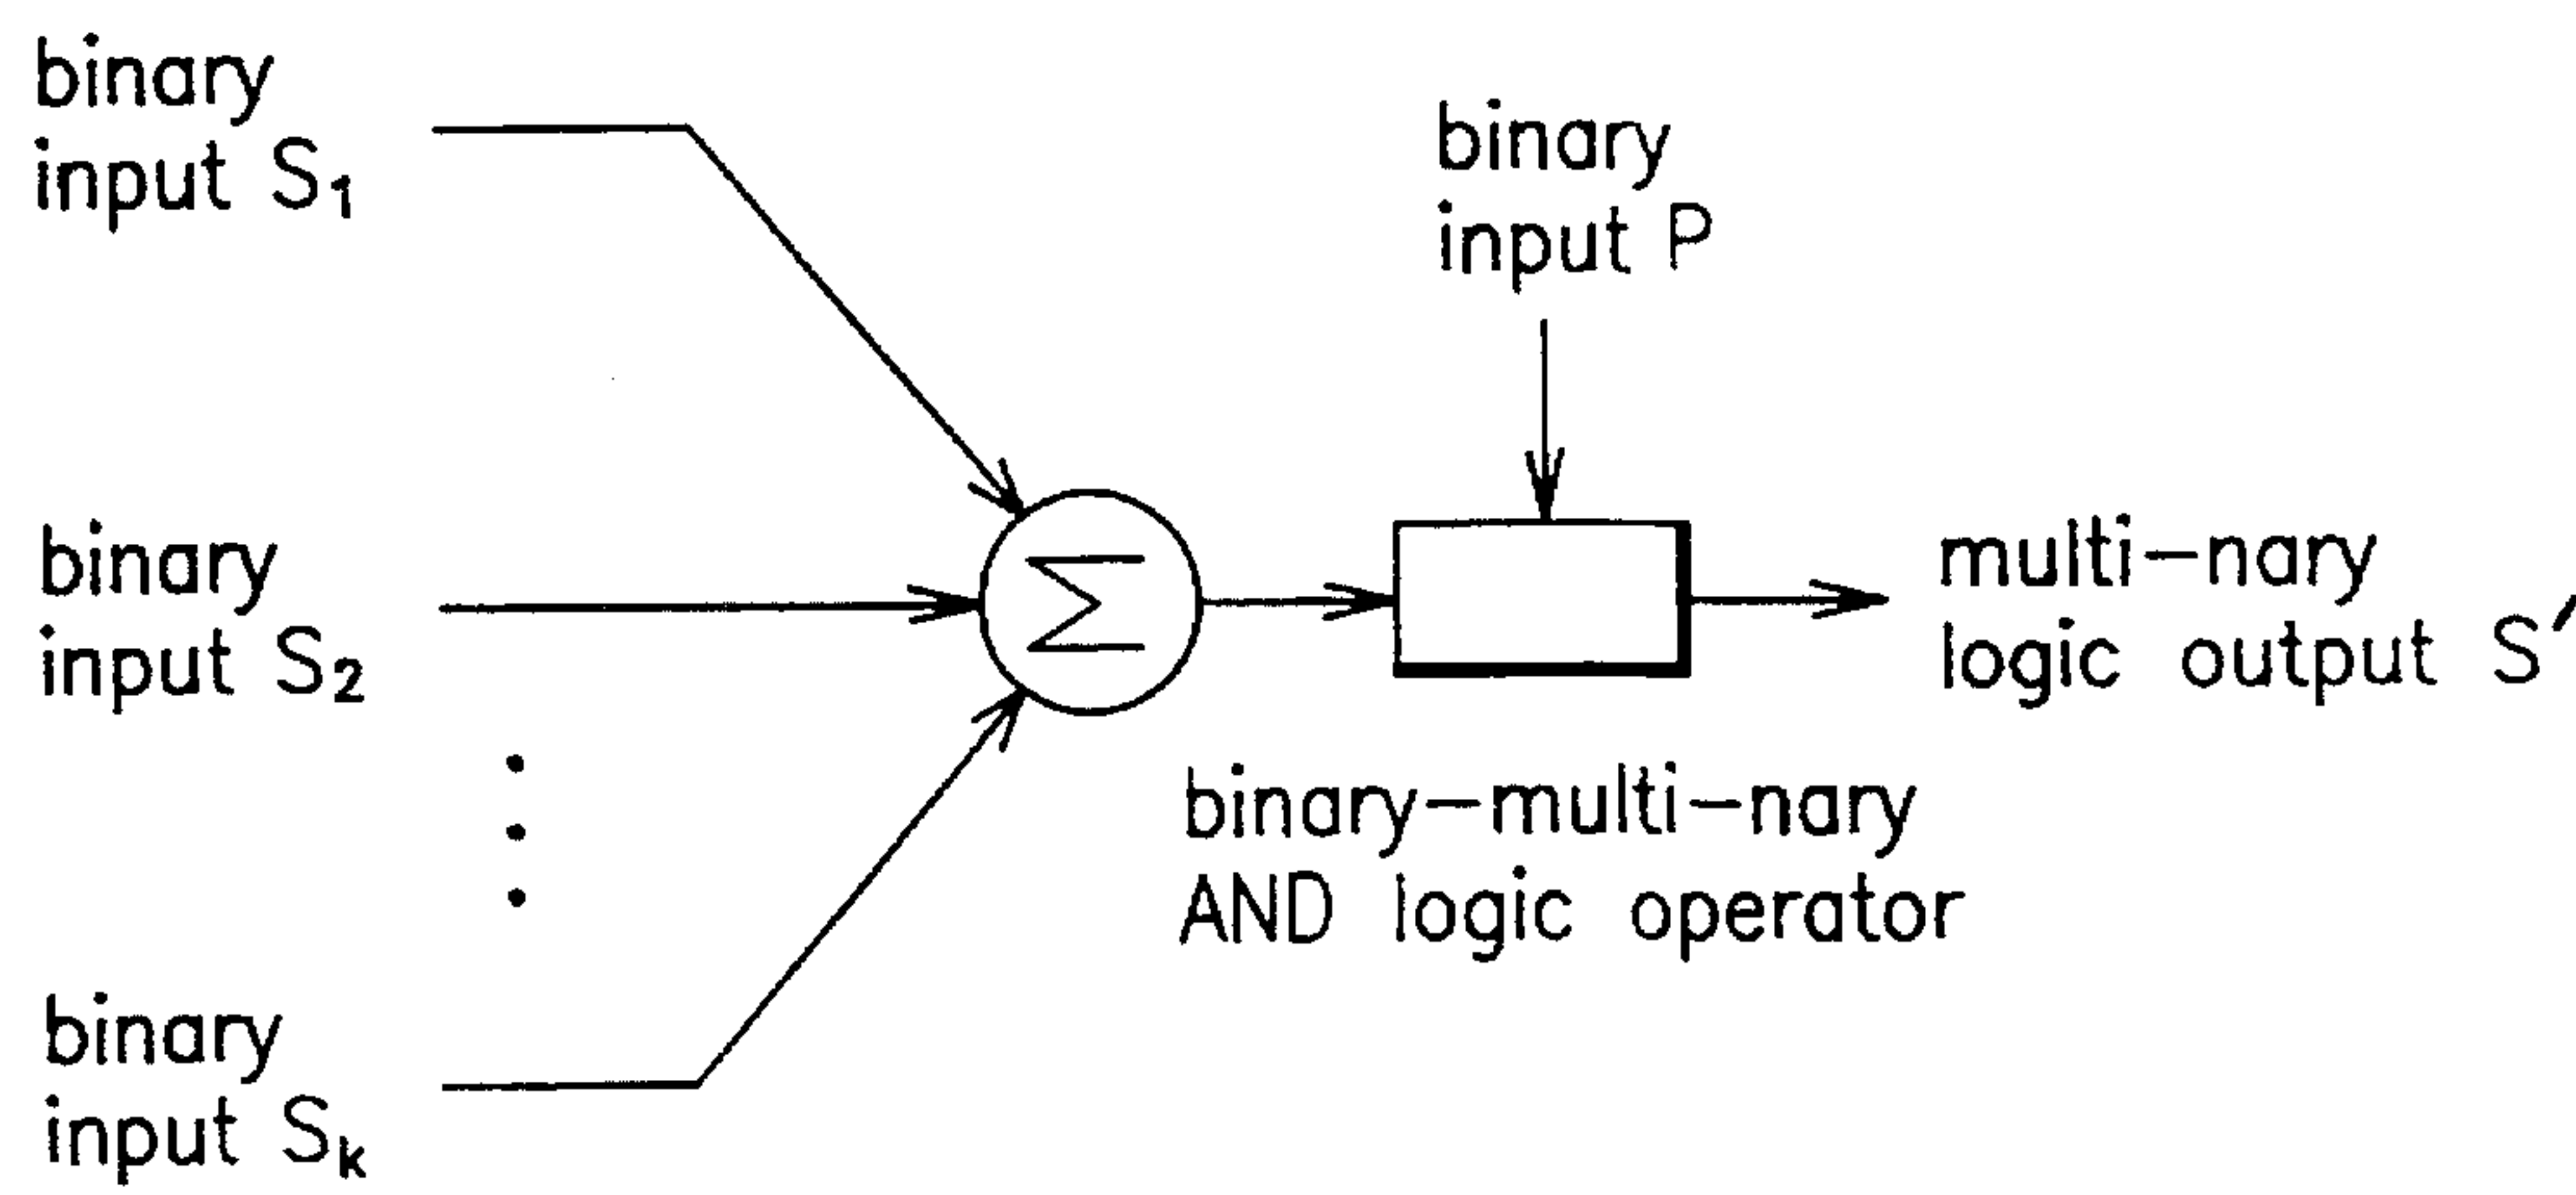 binary
input S₁
binary
input P
binary
input S₂
Σ
multi-nary
logic output S′
binary-multi-nary
AND logic operator
binary
input Sₖ